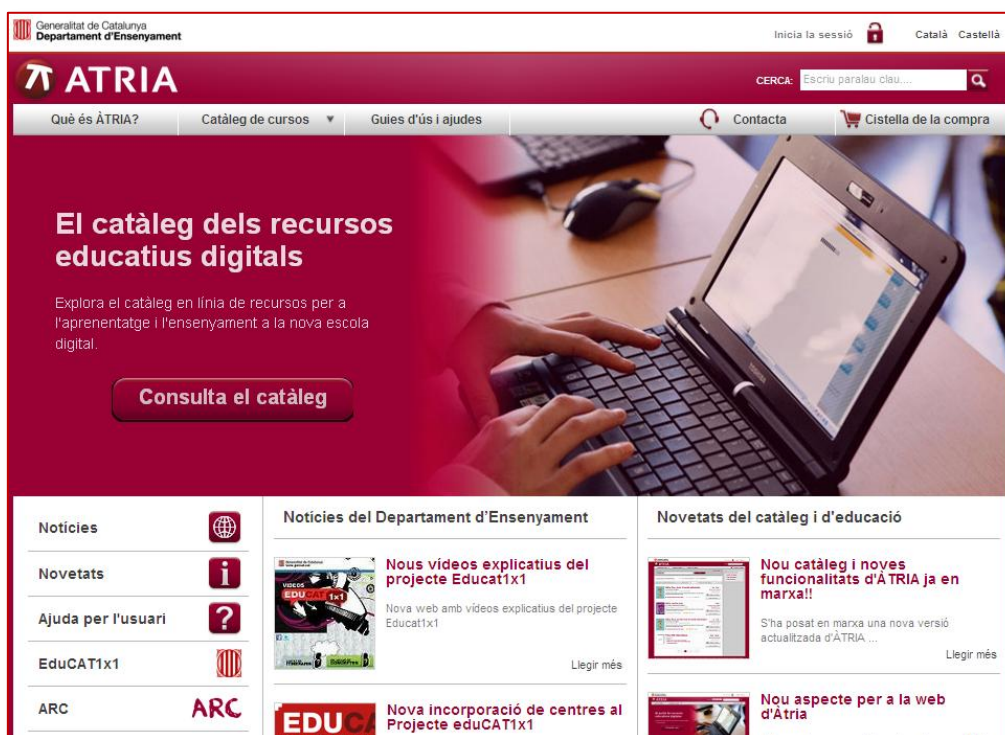 Generalitat de Catalunya
Departament d'Ensenyament
Inicia la sessió
Català Castellà
ATRIA
CERCA: Escriu paraulau clau....
Què és ÀTRIA?
Catàleg de cursos
Guies d'ús i ajudes
Contacta
Cistella de la compra
El catàleg dels recursos
educatius digitals
Explora el catàleg en línia de recursos per a
l'aprenentatge i l'ensenyament a la nova escola
digital.
Consulta el catàleg
Notícies
Novetats
Ajuda per l'usuari
EduCAT1x1
ARC
ARC
Notícies del Departament d'Ensenyament
VIDEOS
EDUCAT 1x1
Nous vídeos explicatius del
projecte Educat1x1
Nova web amb vídeos explicatius del projecte
Educat1x1
Llegir més
EDUCA
Nova incorporació de centres al
Projecte eduCAT1x1
Novetats del catàleg i d'educació
Nou catàleg i noves
funcionalitats d'ÀTRIA ja en
marxa!!
S'ha posat en marxa una nova versió
actualitzada d'ÀTRIA ...
Llegir més
Nou aspecte per a la web
d'Àtria